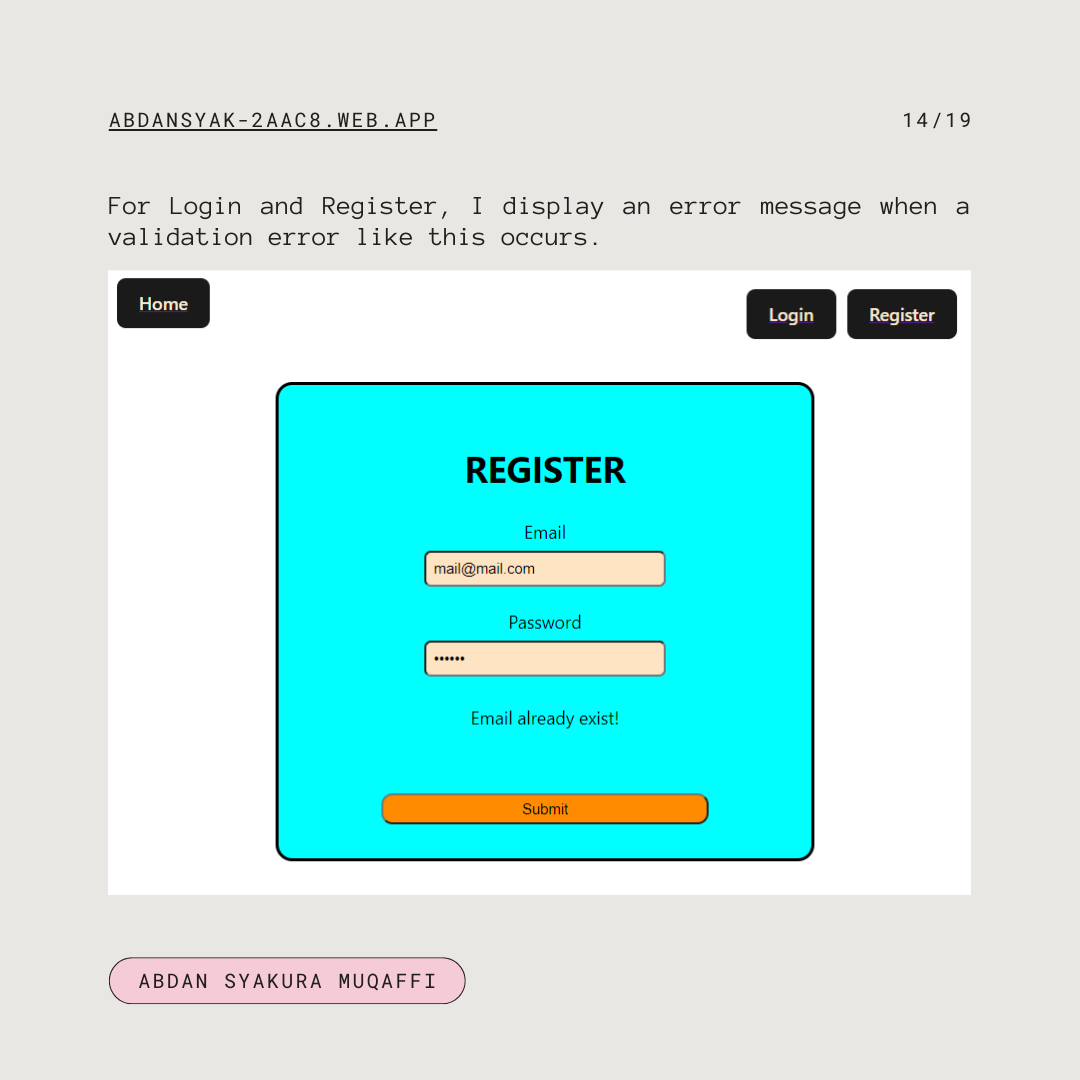 ABDANSYAK-2AAC8.WEB.APP
14/19
For Login and Register, I display an error message when a
validation error like this occurs.
Home
Login
Register
REGISTER
Email
mail@mail.com
Password
••••••
Email already exist!
Submit
ABDAN SYAKURA MUQAFFI